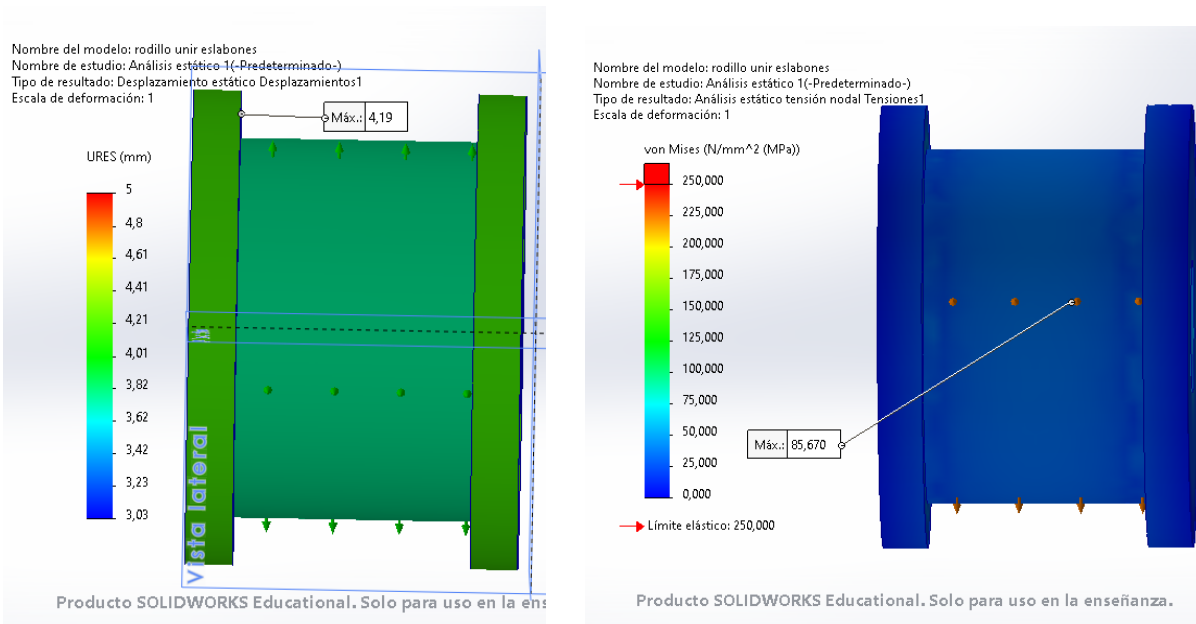 Nombre del modelo: rodillo unir eslabones
Nombre de estudio: Análisis estático 1(-Predeterminado-)
Tipo de resultado: Desplazamiento estático Desplazamientos1
Escala de deformación: 1
Máx.: 4,19
URES (mm)
5
4,8
4,61
4,41
4,21
4,01
3,82
3,62
3,42
3,23
3,03
Vista lateral
Producto SOLIDWORKS Educational. Solo para uso en la ens
Nombre del modelo: rodillo unir eslabones
Nombre de estudio: Análisis estático 1(-Predeterminado-)
Tipo de resultado: Análisis estático tensión nodal Tensiones1
Escala de deformación: 1
von Mises (N/mm^2 (MPa))
250,000
225,000
200,000
175,000
150,000
125,000
100,000
75,000
50,000
25,000
0,000
Máx.: 85,670
Límite elástico: 250,000
Producto SOLIDWORKS Educational. Solo para uso en la enseñanza.